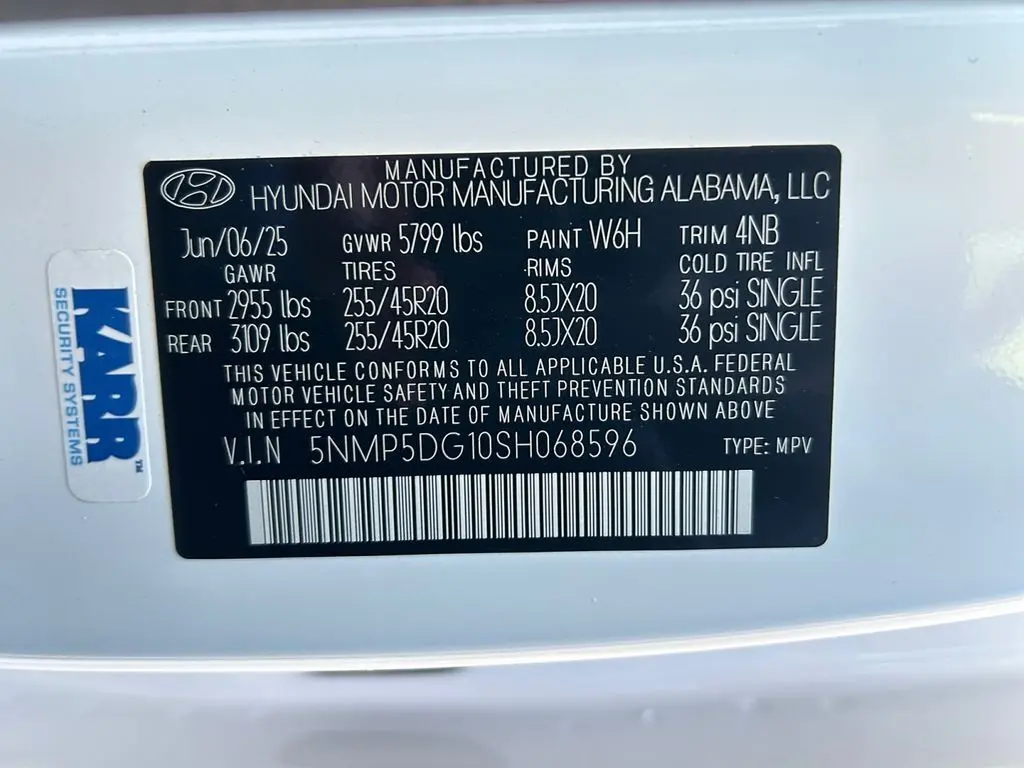 MANUFACTURED BY
HYUNDAI MOTOR MANUFACTURING ALABAMA, LLC
Jun/06/25 GVWR 5799 lbs PAINT W6H TRIM 4NB
GAWR TIRES RIMS COLD TIRE INFL
FRONT 2955 lbs 255/45R20 8.5JX20 36 psi SINGLE
REAR 3109 lbs 255/45R20 8.5JX20 36 psi SINGLE
THIS VEHICLE CONFORMS TO ALL APPLICABLE U.S.A. FEDERAL
MOTOR VEHICLE SAFETY AND THEFT PREVENTION STANDARDS
IN EFFECT ON THE DATE OF MANUFACTURE SHOWN ABOVE
V.I.N 5NMP5DG10SH068596 TYPE: MPV
KARR™
SECURITY SYSTEMS